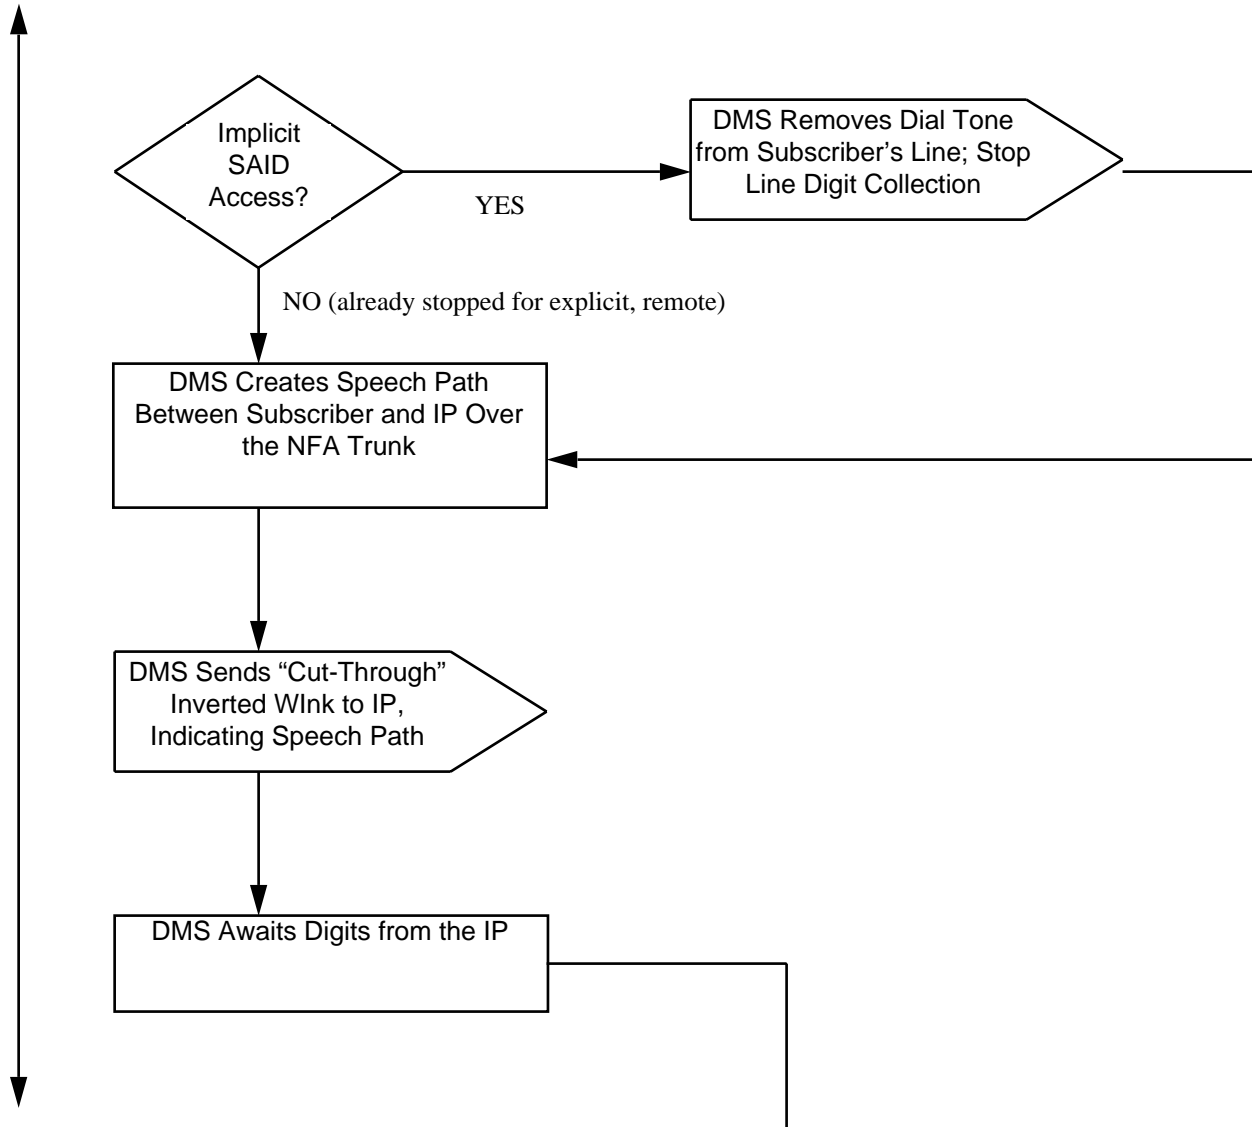 Implicit
SAID
Access?
YES
DMS Removes Dial Tone
from Subscriber’s Line; Stop
Line Digit Collection
NO (already stopped for explicit, remote)
DMS Creates Speech Path
Between Subscriber and IP Over
the NFA Trunk
DMS Sends “Cut-Through”
Inverted WInk to IP,
Indicating Speech Path
DMS Awaits Digits from the IP